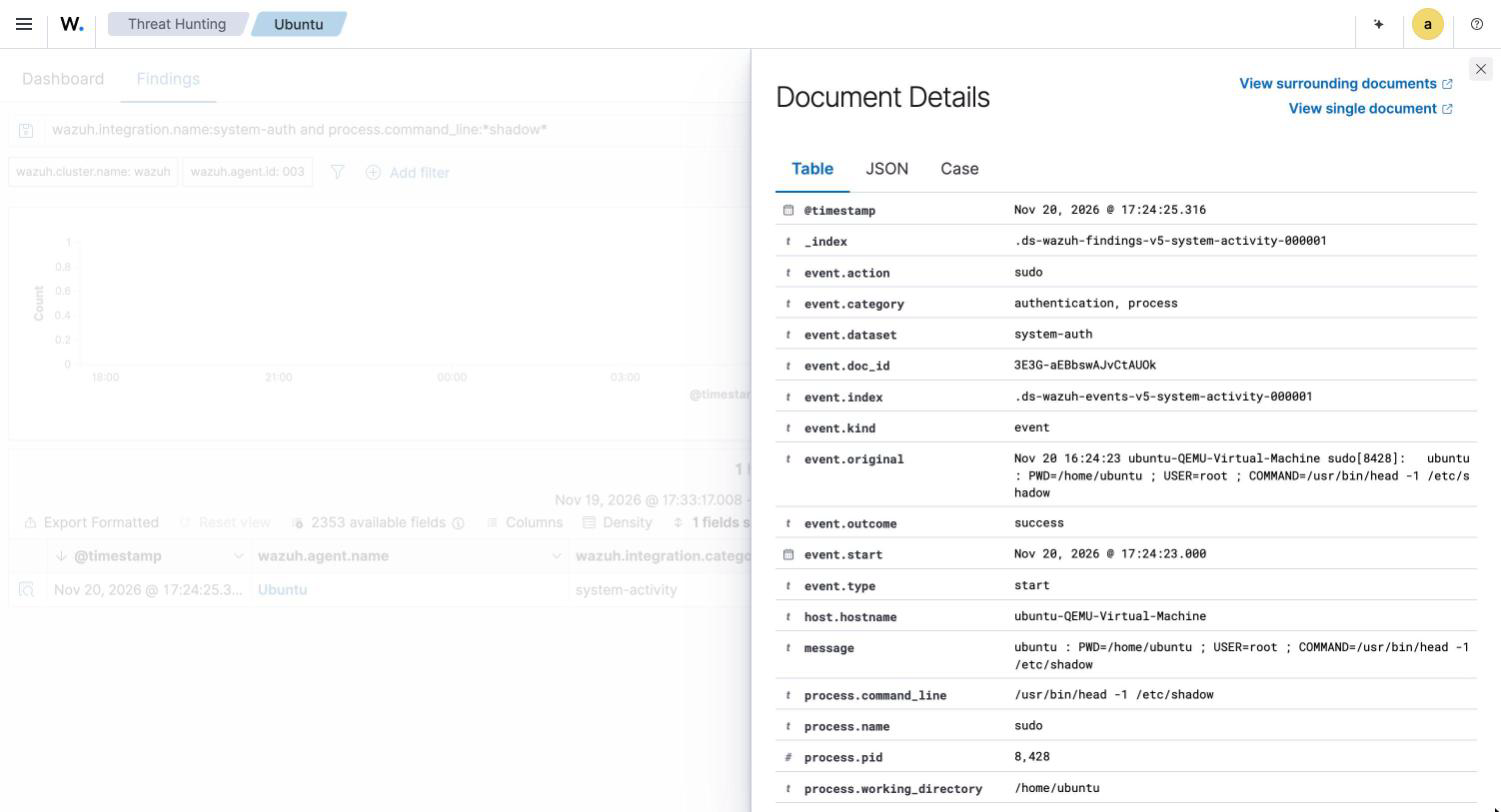 W.
Threat Hunting
Ubuntu
a
Dashboard
Findings
wazuh.integration.name:system-auth and process.command_line:*shadow*
wazuh.cluster.name: wazuh
wazuh.agent.id: 003
Add filter
Count
1
0.8
0.6
0.4
0.2
0
18:00
21:00
00:00
03:00
1
Nov 19, 2026 @ 17:33:17.008 -
Export Formatted
Reset view
2353 available fields
Columns
Density
1 fields s
@timestamp
wazuh.agent.name
wazuh.integration.catego
Nov 20, 2026 @ 17:24:25.3...
Ubuntu
system-activity
Document Details
View surrounding documents
View single document
Table
JSON
Case
@timestamp Nov 20, 2026 @ 17:24:25.316
t _index .ds-wazuh-findings-v5-system-activity-000001
t event.action sudo
t event.category authentication, process
t event.dataset system-auth
t event.doc_id 3E3G-aEBbswAJvCtAUOk
t event.index .ds-wazuh-events-v5-system-activity-000001
t event.kind event
t event.original Nov 20 16:24:23 ubuntu-QEMU-Virtual-Machine sudo[8428]: ubuntu
: PWD=/home/ubuntu ; USER=root ; COMMAND=/usr/bin/head -1 /etc/s
hadow
t event.outcome success
event.start Nov 20, 2026 @ 17:24:23.000
t event.type start
t host.hostname ubuntu-QEMU-Virtual-Machine
t message ubuntu : PWD=/home/ubuntu ; USER=root ; COMMAND=/usr/bin/head -1
/etc/shadow
t process.command_line /usr/bin/head -1 /etc/shadow
t process.name sudo
# process.pid 8,428
t process.working_directory /home/ubuntu